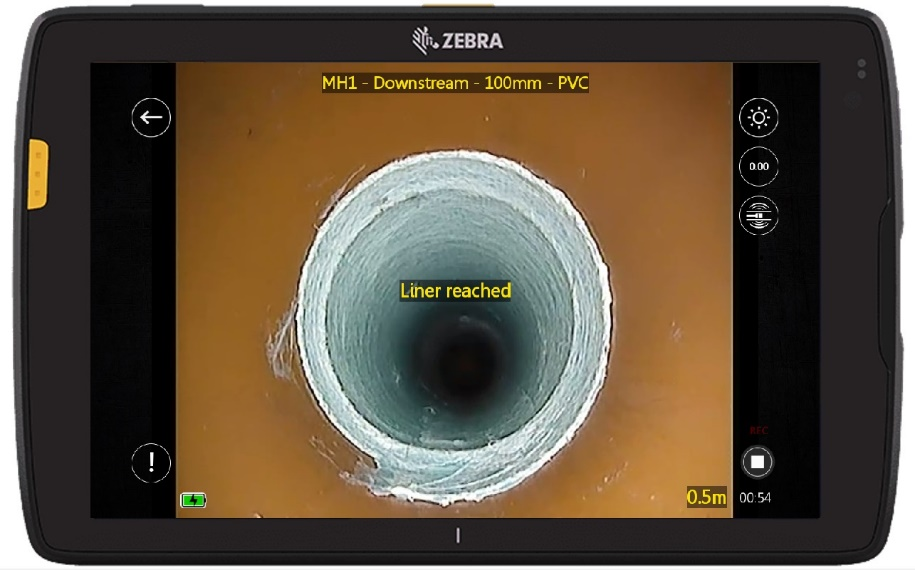 ZEBRA
MH1 - Downstream - 100mm - PVC
0.00
Liner reached
REC
!
0.5m
00:54